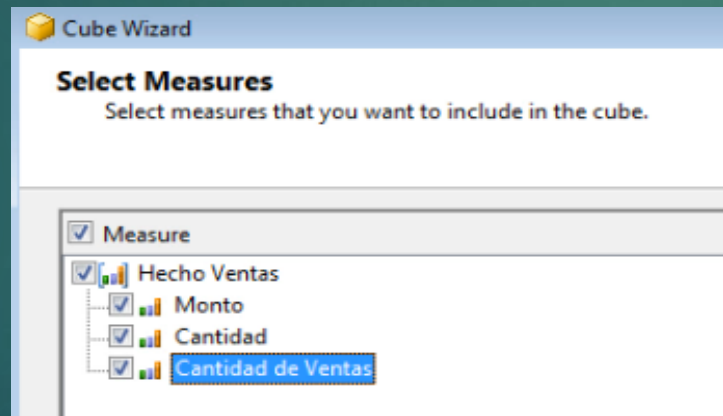 Cube Wizard
Select Measures
Select measures that you want to include in the cube.
Measure
Hecho Ventas
Monto
Cantidad
Cantidad de Ventas